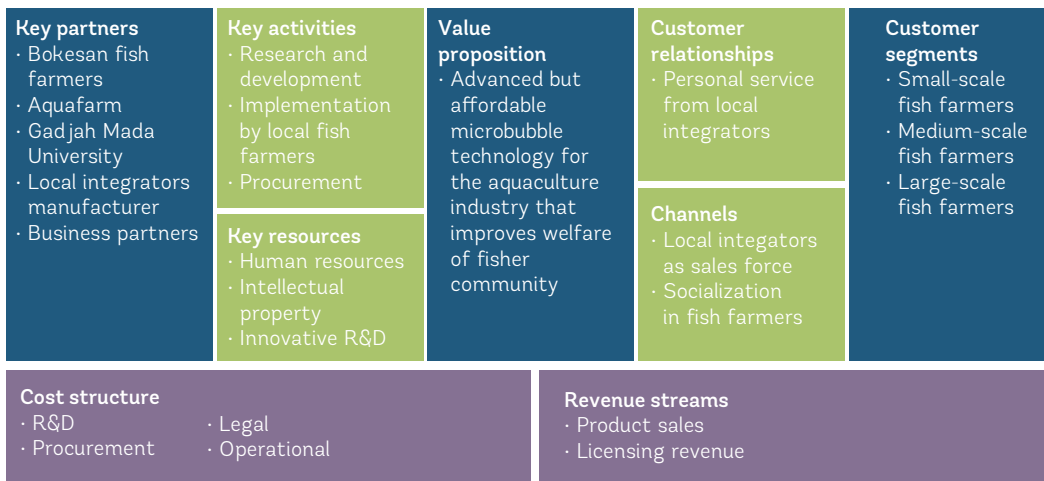 Key partners
· Bokesan fish
farmers
· Aquafarm
· Gadjah Mada
University
· Local integrators
manufacturer
· Business partners
Key activities
· Research and
development
· Implementation
by local fish
farmers
· Procurement
Key resources
· Human resources
· Intellectual
property
· Innovative R&D
Value
proposition
· Advanced but
affordable
microbubble
technology for
the aquaculture
industry that
improves welfare
of fisher
community
Customer
relationships
· Personal service
from local
integrators
Channels
· Local integators
as sales force
· Socialization
in fish farmers
Customer
segments
· Small-scale
fish farmers
· Medium-scale
fish farmers
· Large-scale
fish farmers
Cost structure
· R&D
· Procurement
· Legal
· Operational
Revenue streams
· Product sales
· Licensing revenue